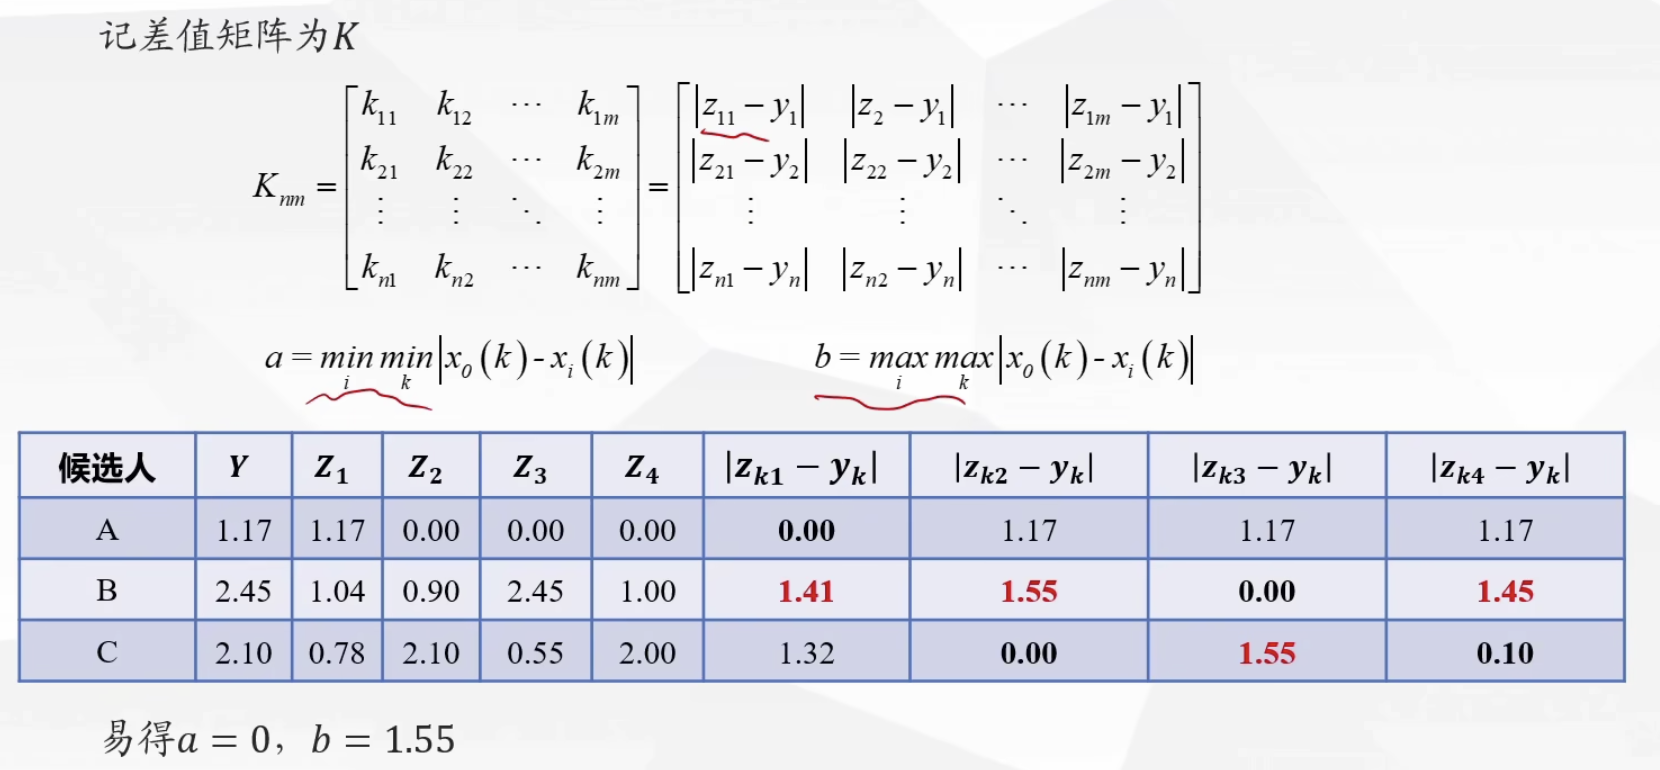 记差值矩阵为K
K_{nm} = \begin{bmatrix} k_{11} & k_{12} & \cdots & k_{1m} \\ k_{21} & k_{22} & \cdots & k_{2m} \\ \vdots & \vdots & \ddots & \vdots \\ k_{n1} & k_{n2} & \cdots & k_{nm} \end{bmatrix} = \begin{bmatrix} |z_{11} - y_1| & |z_2 - y_1| & \cdots & |z_{1m} - y_1| \\ |z_{21} - y_2| & |z_{22} - y_2| & \cdots & |z_{2m} - y_2| \\ \vdots & \vdots & \ddots & \vdots \\ |z_{n1} - y_n| & |z_{n2} - y_n| & \cdots & |z_{nm} - y_n| \end{bmatrix}
a = \min_i \min_k |x_0(k) - x_i(k)| b = \max_i \max_k |x_0(k) - x_i(k)|
候选人 Y Z_1 Z_2 Z_3 Z_4 |z_{k1} - y_k| |z_{k2} - y_k| |z_{k3} - y_k| |z_{k4} - y_k|
A 1.17 1.17 0.00 0.00 0.00 0.00 1.17 1.17 1.17
B 2.45 1.04 0.90 2.45 1.00 1.41 1.55 0.00 1.45
C 2.10 0.78 2.10 0.55 2.00 1.32 0.00 1.55 0.10
易得a = 0，b = 1.55